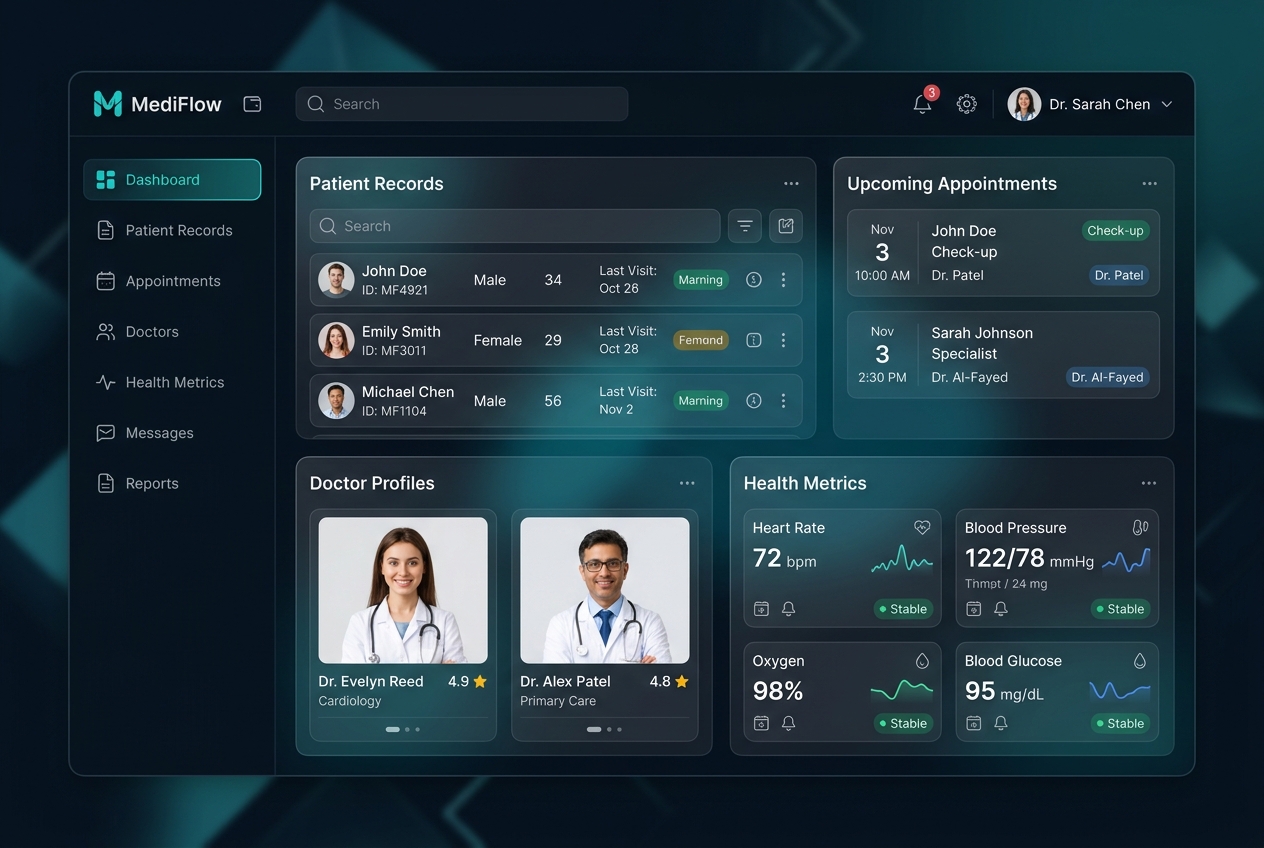 MediFlow
Search
3
Dr. Sarah Chen
Dashboard
Patient Records
Appointments
Doctors
Health Metrics
Messages
Reports
Patient Records
Search
John Doe
ID: MF4921
Male
34
Last Visit:
Oct 28
Marning
Emily Smith
ID: MF3011
Female
29
Last Visit:
Oct 28
Femand
Michael Chen
ID: MF1104
Male
56
Last Visit:
Nov 2
Marning
Upcoming Appointments
Nov
3
10:00 AM
John Doe
Check-up
Dr. Patel
Check-up
Dr. Patel
Nov
3
2:30 PM
Sarah Johnson
Specialist
Dr. Al-Fayed
Dr. Al-Fayed
Doctor Profiles
Dr. Evelyn Reed 4.9
Cardiology
Dr. Alex Patel 4.8
Primary Care
Health Metrics
Heart Rate
72 bpm
Stable
Blood Pressure
122/78 mmHg
Thmpt / 24 mg
Stable
Oxygen
98%
Stable
Blood Glucose
95 mg/dL
Stable